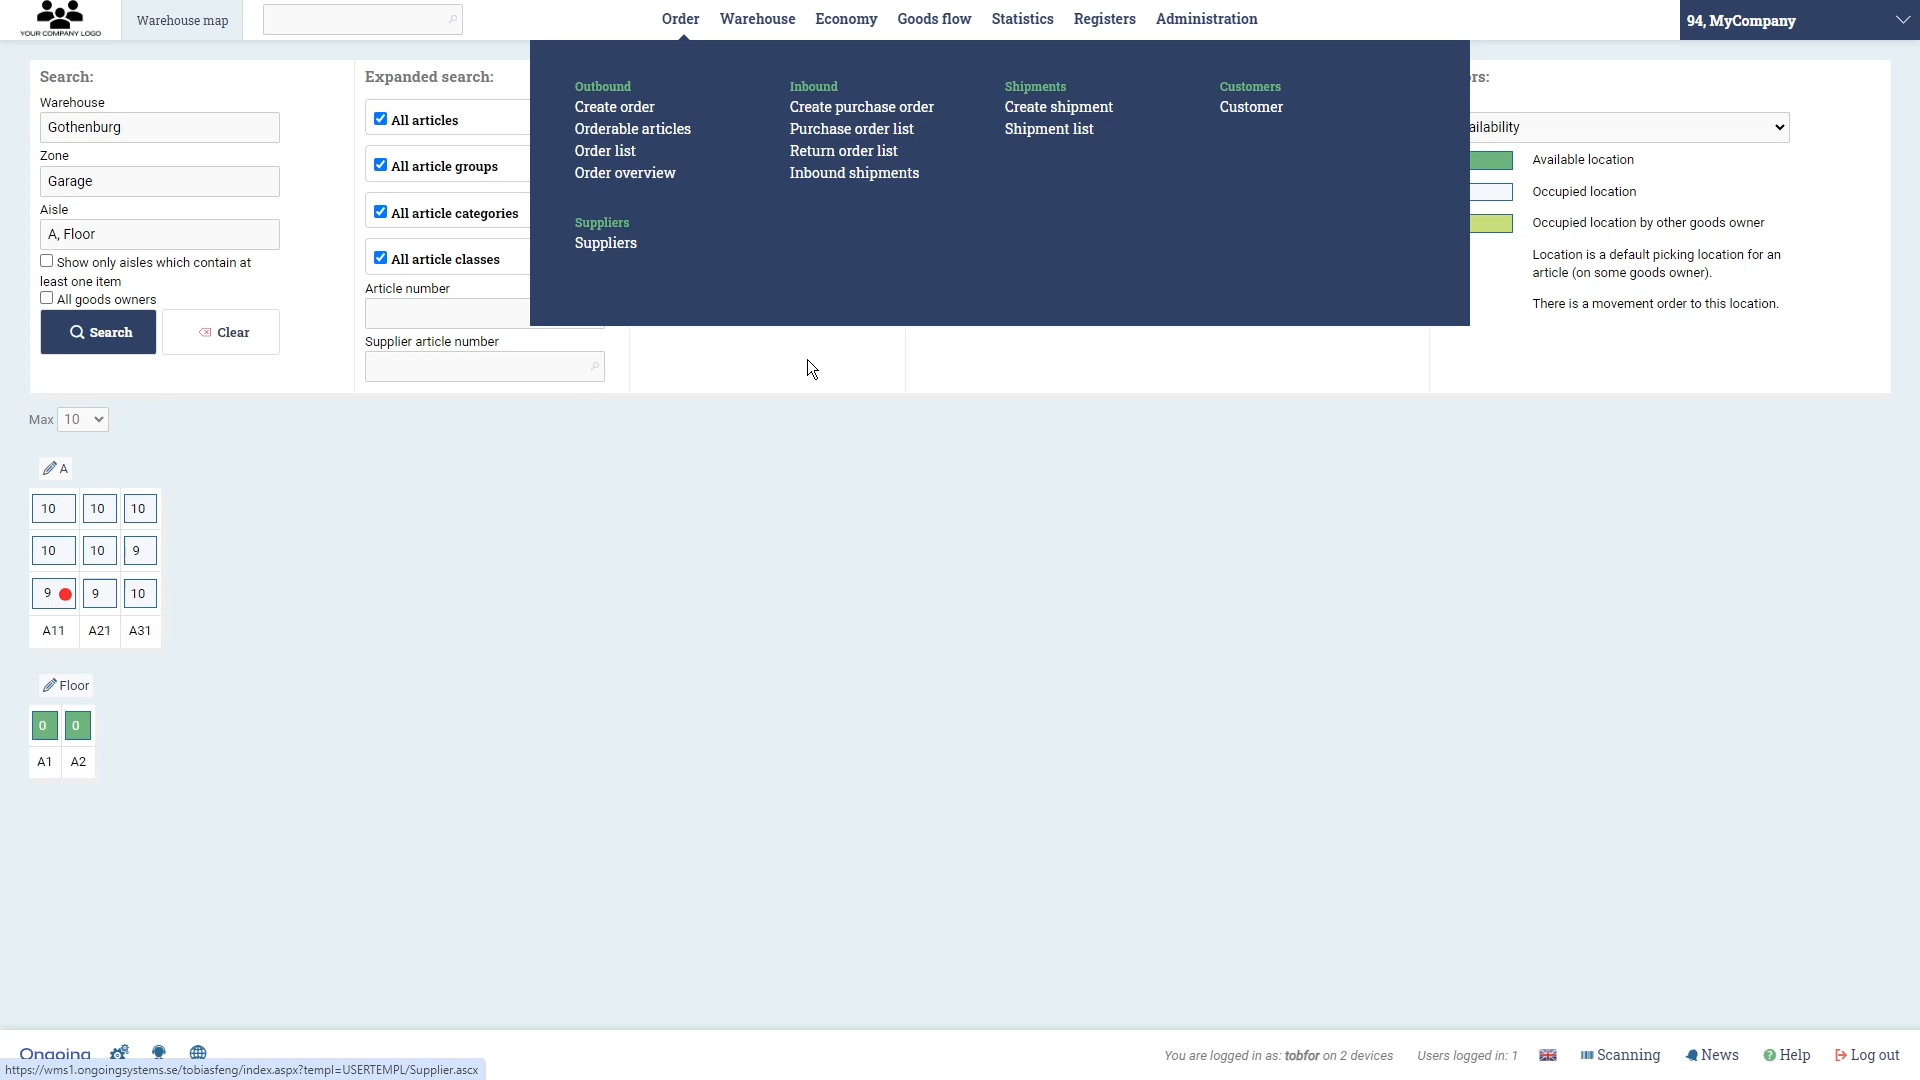 YOUR COMPANY LOGO
Warehouse map
Order Warehouse Economy Goods flow Statistics Registers Administration
94, MyCompany
Search:
Warehouse
Gothenburg
Zone
Garage
Aisle
A, Floor
Show only aisles which contain at
least one item
All goods owners
Search
Clear
Expanded search:
All articles
All article groups
All article categories
All article classes
Article number
Supplier article number
Outbound
Create order
Orderable articles
Order list
Order overview
Inbound
Create purchase order
Purchase order list
Return order list
Inbound shipments
Shipments
Create shipment
Shipment list
Customers
Customer
Suppliers
Suppliers
rs:
ailability
Available location
Occupied location
Occupied location by other goods owner
Location is a default picking location for an
article (on some goods owner).
There is a movement order to this location.
Max 10
A
10 10 10
10 10 9
9 9 10
A11 A21 A31
Floor
0 0
A1 A2
Ongoing
You are logged in as: tobfor on 2 devices
Users logged in: 1
Scanning
News
Help
Log out
https://wms1.ongoingsystems.se/tobiasfeng/index.aspx?templ=USERTEMPL/Supplier.ascx